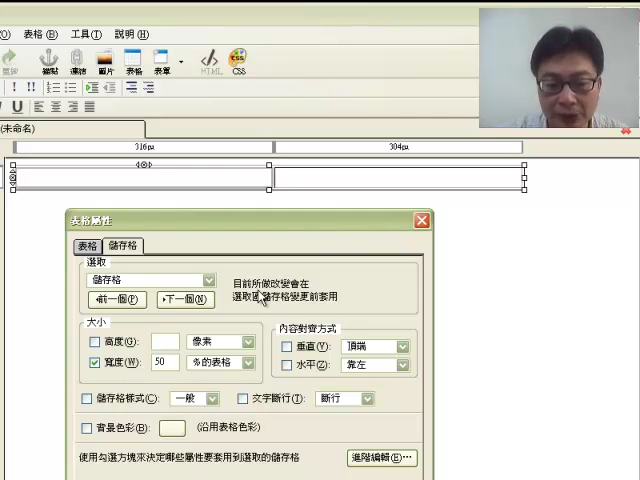 (O) 表格(B) 工具(T) 說明(H)
錨點 連結 圖片 表格 表單 HTML CSS
! !!
U
(未命名)
316px 304px
表格屬性
表格 儲存格
選取
儲存格
目前所做改變會在
前一個(P) 下一個(N)
選取 儲存格變更前套用
大小
內容對齊方式
高度(G): 像素
垂直(Y): 頂端
寬度(W): 50 %的表格
水平(Z): 靠左
儲存格樣式(C): 一般 文字斷行(T): 斷行
背景色彩(B): (沿用表格色彩)
使用勾選方塊來決定哪些屬性要套用到選取的儲存格 進階編輯(E)...